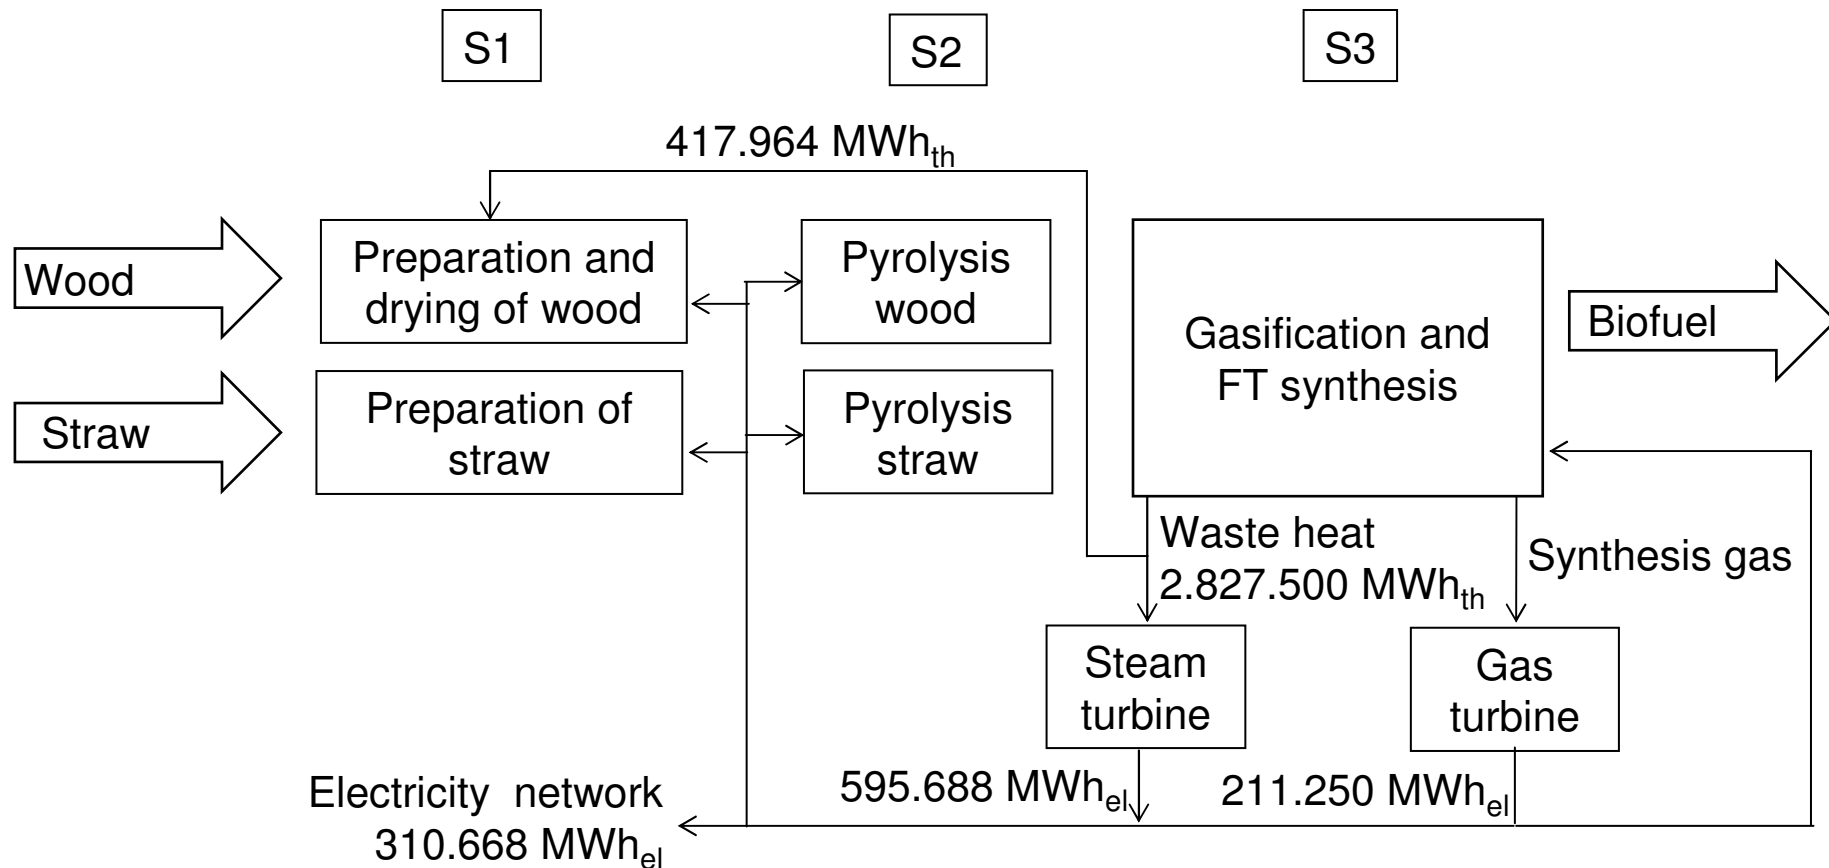 S1
S2
S3
417.964 MWhth
Wood
Preparation and
drying of wood
Pyrolysis
wood
Gasification and
FT synthesis
Biofuel
Straw
Preparation of
straw
Pyrolysis
straw
Waste heat
2.827.500 MWhth
Synthesis gas
Steam
turbine
Gas
turbine
Electricity network
310.668 MWhel
595.688 MWhel
211.250 MWhel